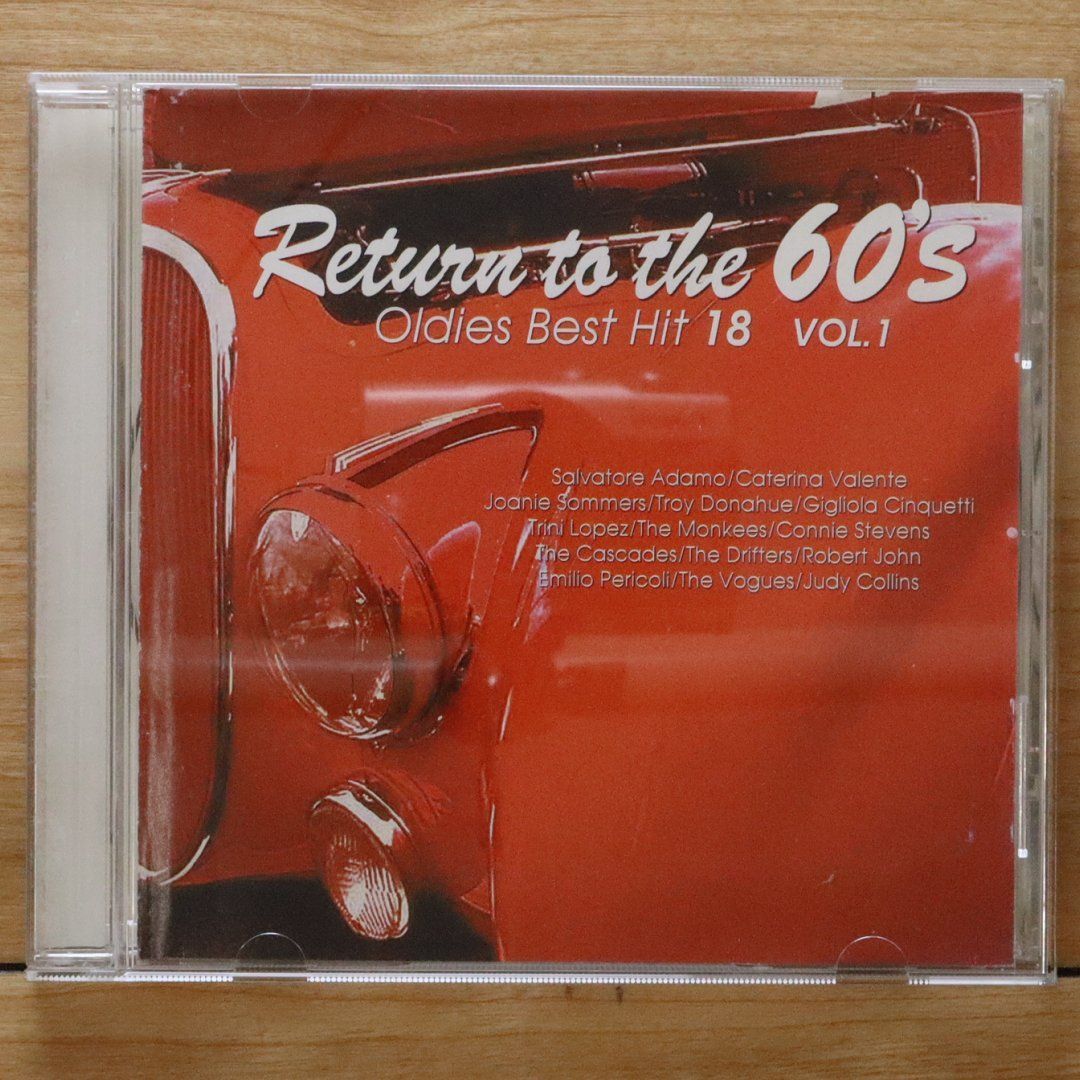 Return to the 60's
Oldies Best Hit 18 VOL.1
Salvatore Adamo/Caterina Valente
Joanie Sommers/Troy Donahue/Gigliola Cinquetti
Trini Lopez/The Monkees/Connie Stevens
The Cascades/The Drifters/Robert John
Emilio Pericoli/The Vogues/Judy Collins